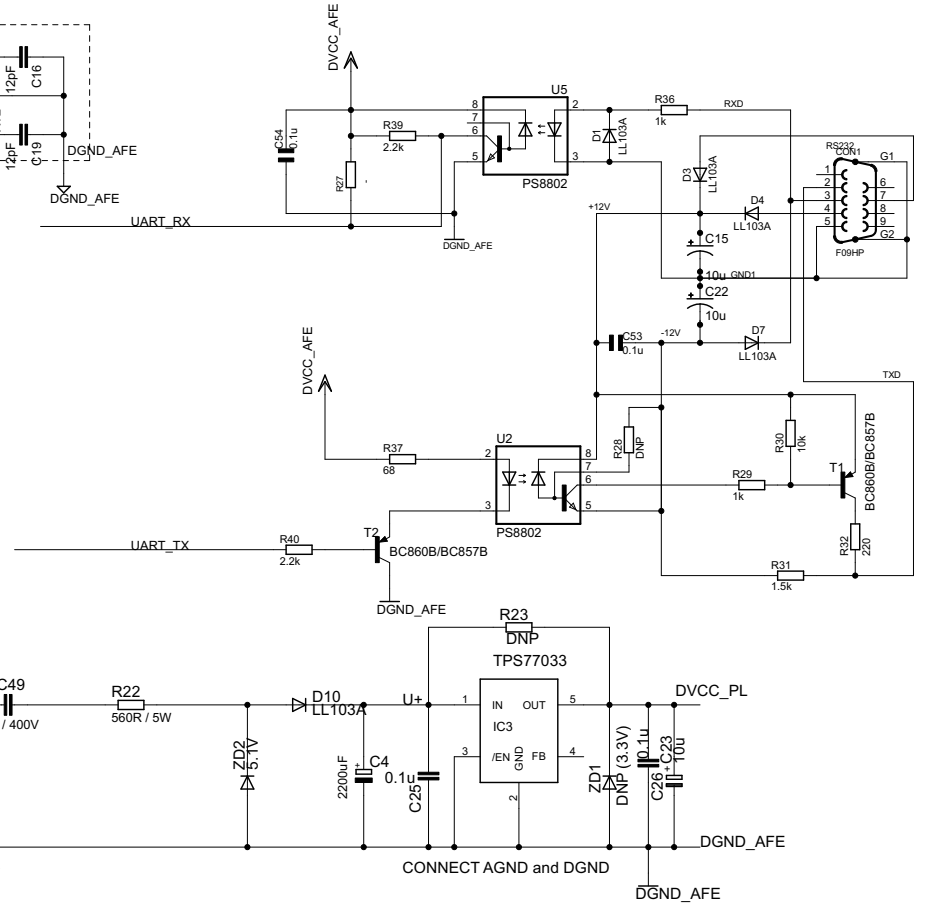 DVCC_AFE
12pF
C16
12pF
C19
DGND_AFE
DGND_AFE
UART_RX
C54
0.1u
R39
2.2k
R27
U5
8
7
6
5
2
3
PS8802
DGND_AFE
D1
LL103A
R36
1k
RXD
D3
LL103A
+12V
D4
LL103A
RS232
CON1
G1
1
2
3
4
5
6
7
8
9
G2
F09HP
C15
10u
GND1
C22
10u
C53
0.1u
-12V
D7
LL103A
TXD
DVCC_AFE
R37
68
U2
2
3
8
7
6
5
PS8802
R28
DNP
R29
1k
R30
10k
T1
BC860B/BC857B
R32
220
R31
1.5k
UART_TX
R40
2.2k
T2
BC860B/BC857B
DGND_AFE
R23
DNP
TPS77033
C49
/ 400V
R22
560R / 5W
ZD2
5.1V
D10
LL103A
2200uF
+
C4
U+
0.1u
C25
1
IN
OUT
5
IC3
3
/EN
GND
FB
4
2
ZD1
DNP (3.3V)
0.1u
C26
+
C23
10u
DVCC_PL
DGND_AFE
CONNECT AGND and DGND
DGND_AFE